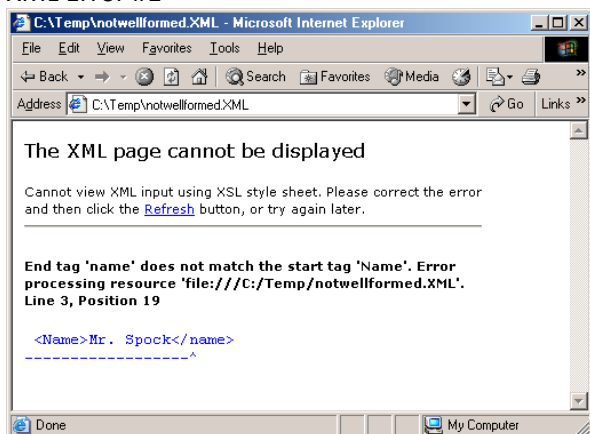 C:\Temp\notwellformed.XML - Microsoft Internet Explorer
File Edit View Favorites Tools Help
Back Search Favorites Media »
Address C:\Temp\notwellformed.XML Go Links »
The XML page cannot be displayed
Cannot view XML input using XSL style sheet. Please correct the error
and then click the Refresh button, or try again later.
End tag 'name' does not match the start tag 'Name'. Error
processing resource 'file:///C:/Temp/notwellformed.XML'.
Line 3, Position 19
<Name>Mr. Spock</name>
------------------^
Done My Computer